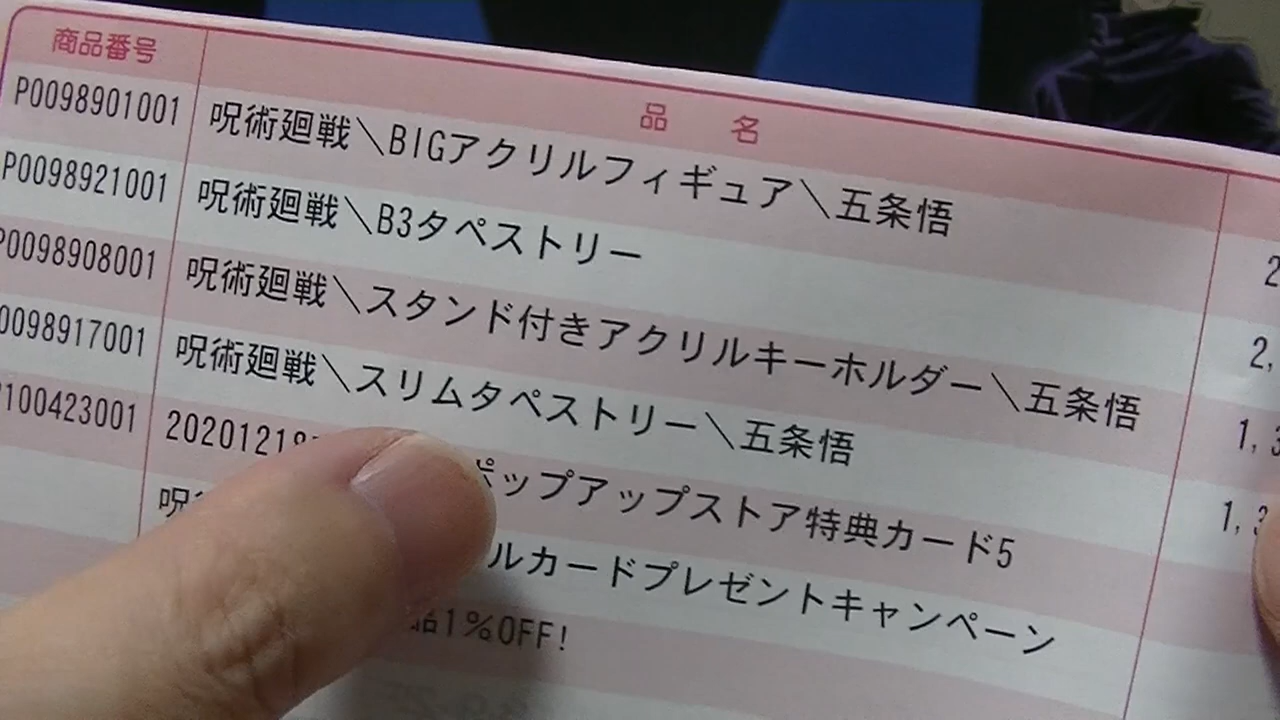 商品番号 品名
P0098901001 呪術廻戦\BIGアクリルフィギュア\五条悟
P0098921001 呪術廻戦\B3タペストリー 2
P0098908001 呪術廻戦\スタンド付きアクリルキーホルダー\五条悟 2,
0098917001 呪術廻戦\スリムタペストリー\五条悟 1,3
P100423001 20201218 ポップアップストア特典カード5 1,3
呪 ルカードプレゼントキャンペーン
品1%OFF!